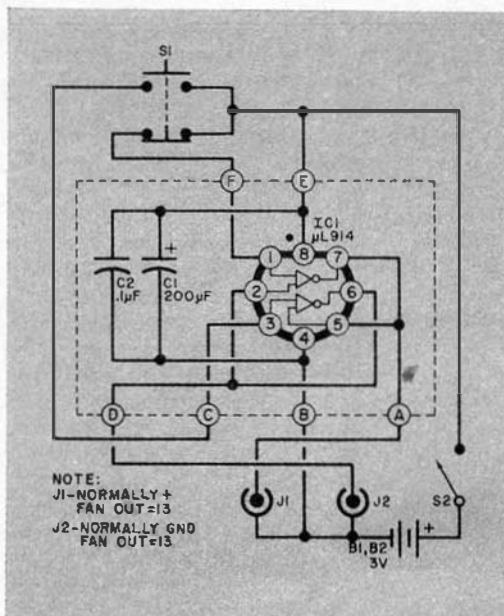 S1
F
E
IC1
μL914
1
8
7
2
6
3
5
4
C2
.1μF
+
C1
200μF
D
C
B
A
NOTE:
J1-NORMALLY +
FAN OUT=13
J2-NORMALLY GND
FAN OUT=13
J1
J2
S2
B1,B2
3V
+